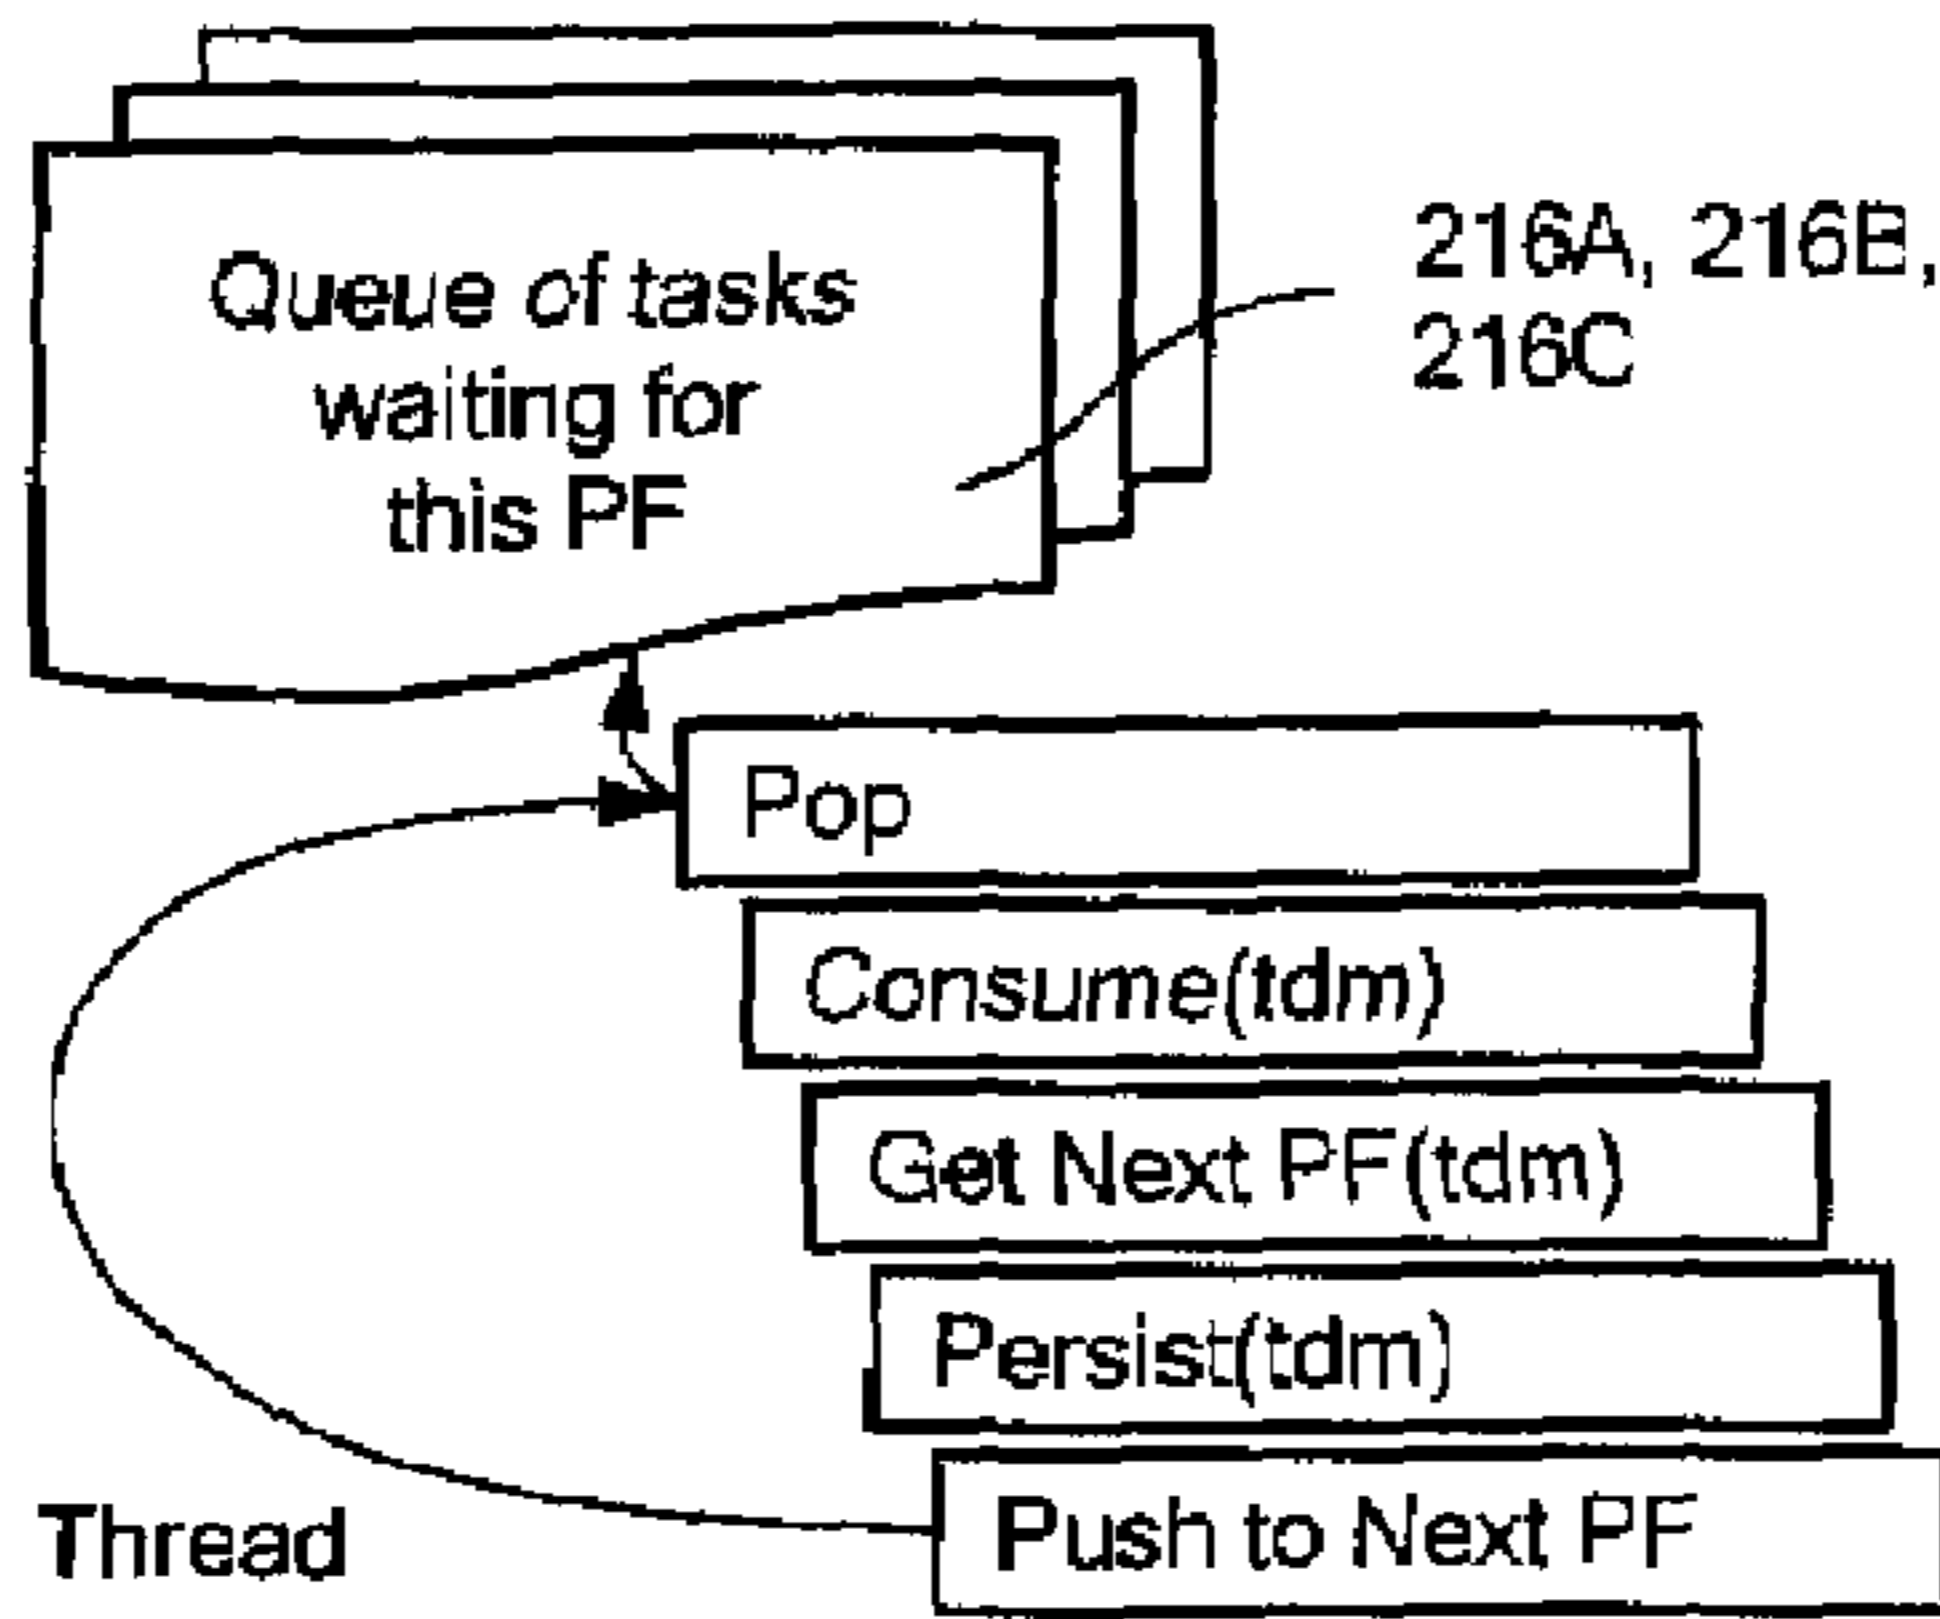 Queue of tasks
waiting for
this PF
216A, 216B,
216C
Pop
Consume(tdm)
Get Next PF(tdm)
Persist(tdm)
Push to Next PF
Thread